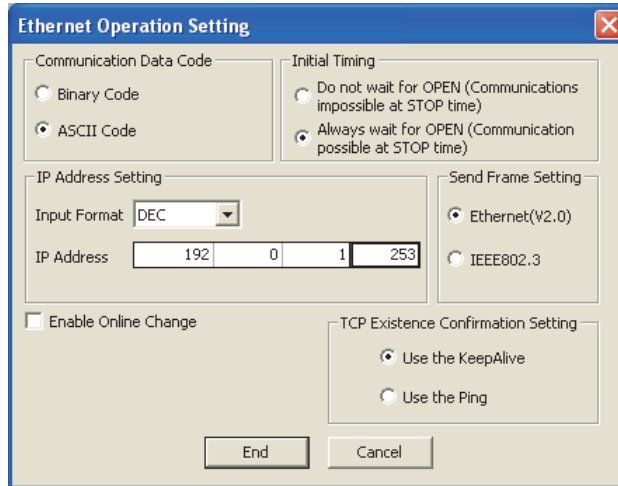 Ethernet Operation Setting
Communication Data Code
Binary Code
ASCII Code
Initial Timing
Do not wait for OPEN (Communications
impossible at STOP time)
Always wait for OPEN (Communication
possible at STOP time)
IP Address Setting
Input Format DEC
IP Address 192 0 1 253
Send Frame Setting
Ethernet(V2.0)
IEEE802.3
Enable Online Change
TCP Existence Confirmation Setting
Use the KeepAlive
Use the Ping
End Cancel